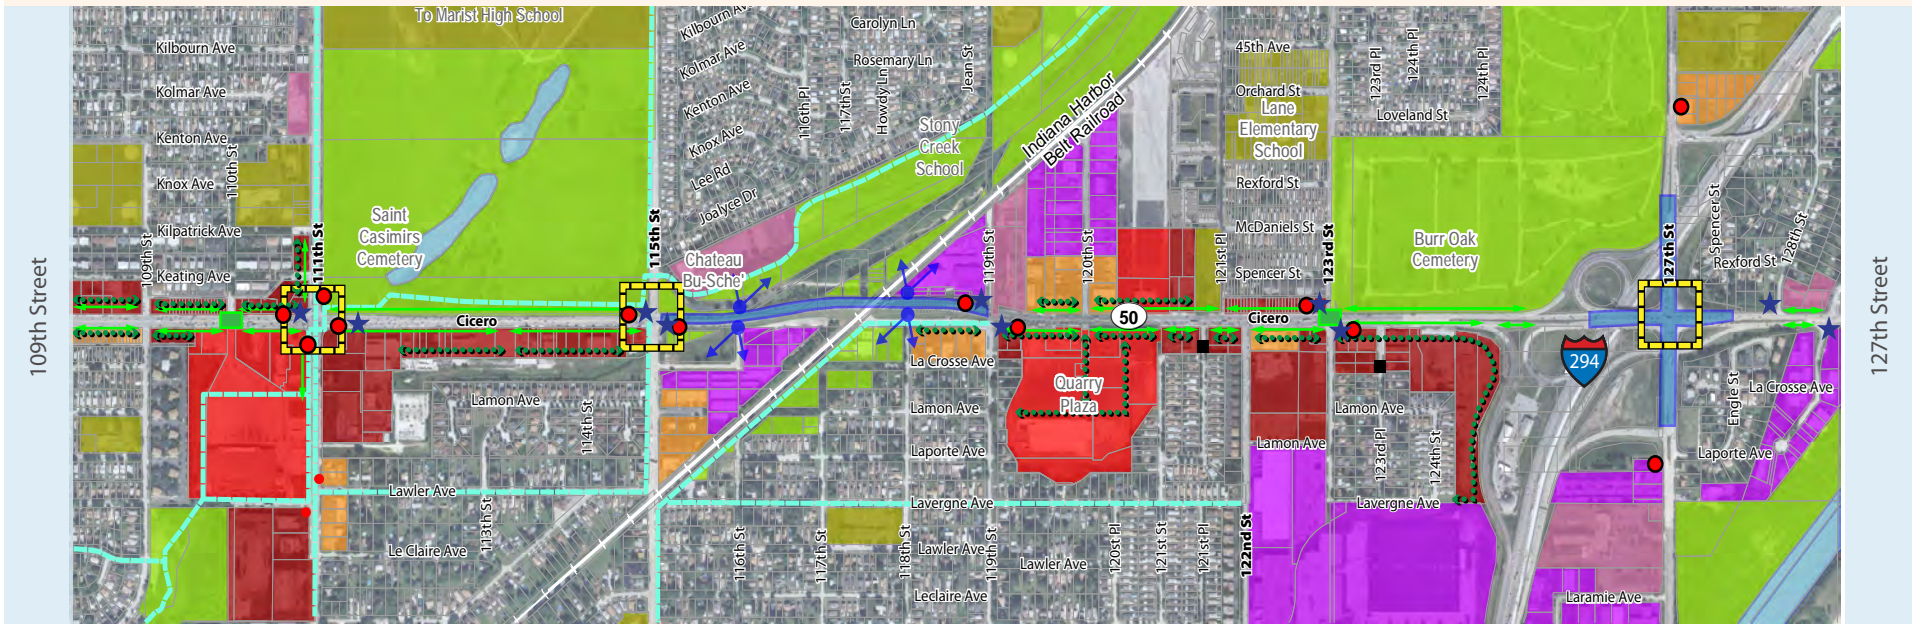 To Marist High School
Kilbourn Ave
Kolmar Ave
Kenton Ave
Knox Ave
110th St
Kilpatrick Ave
109th St
Keating Ave
111th St
Saint
Casimirs
Cemetery
115th St
Kilbourn Av
Kolmar Ave
Kenton Ave
Knox Ave
Lee Rd
Joalyce Dr
Carolyn Ln
Rosemary Ln
116th Pl
117th St
Howdy Ln
Jean St
Stony
Creek
School
Indiana Harbor
Belt Railroad
Chateau
Bu-Sche'
119th St
120th St
45th Ave
Orchard St
Lane
Elementary
School
Rexford St
McDaniels St
121st Pl
Spencer St
123rd St
123rd Pl
124th Pl
124th Pl
Loveland St
Burr Oak
Cemetery
127th St
Spencer St
Rexford St
128th St
109th Street
127th Street
Cicero
50
Cicero
294
La Crosse Ave
Quarry
Plaza
Lamon Ave
114th St
Lamon Ave
Laporte Ave
Lamon Ave
Lamon Ave
123rd Pl
124th St
Engle St
La Crosse Ave
Laporte Ave
Lawler Ave
113th St
Le Claire Ave
Lavergne Ave
Lavergne Ave
116th St
117th St
118th St
Lawler Ave
119th St
Lawler Ave
120st Pl
121st St
121st Pl
122nd St
Leclaire Ave
Laramie Ave